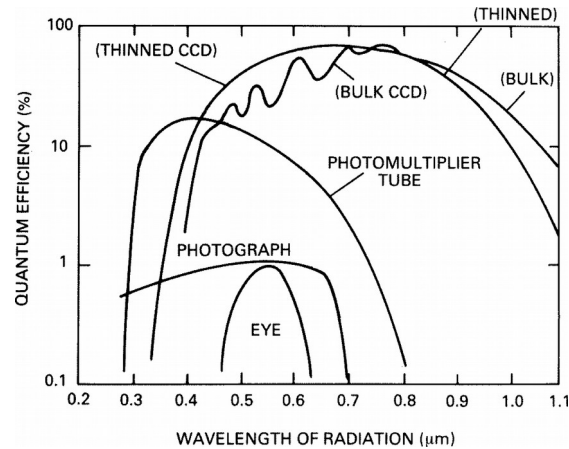 (THINNED)
(THINNED CCD)
(BULK)
(BULK CCD)
PHOTOMULTIPLIER
TUBE
PHOTOGRAPH
EYE
QUANTUM EFFICIENCY (%)
100
10
1
0.1
0.2 0.3 0.4 0.5 0.6 0.7 0.8 0.9 1.0 1.1
WAVELENGTH OF RADIATION (μm)